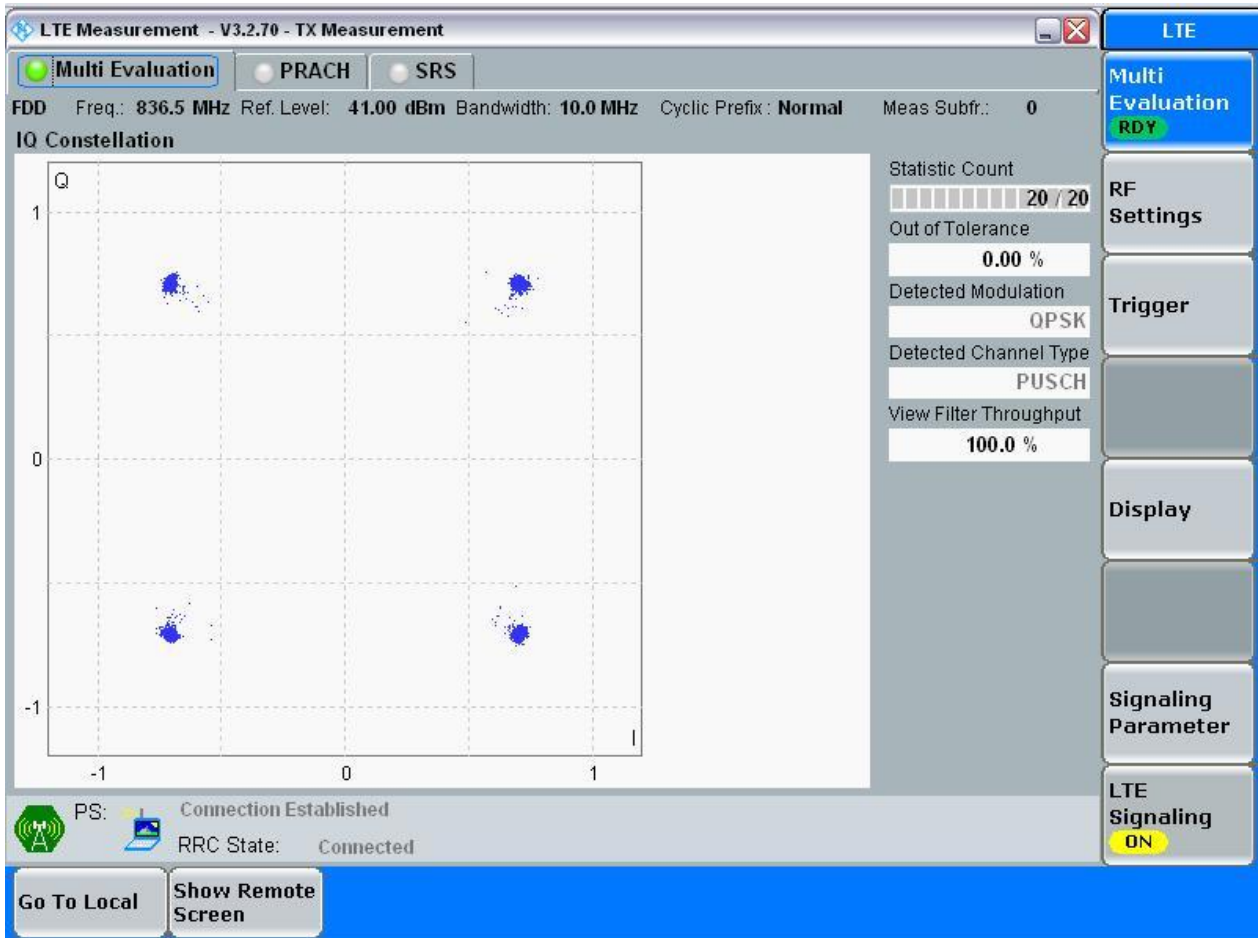 LTE Measurement - V3.2.70 - TX Measurement
LTE
Multi Evaluation PRACH SRS
FDD Freq.: 836.5 MHz Ref. Level: 41.00 dBm Bandwidth: 10.0 MHz Cyclic Prefix : Normal Meas Subfr.: 0
IQ Constellation
Q
1
0
-1
I
-1 0 1
Statistic Count
20 / 20
Out of Tolerance
0.00 %
Detected Modulation
QPSK
Detected Channel Type
PUSCH
View Filter Throughput
100.0 %
Multi
Evaluation
RDY
RF
Settings
Trigger
Display
Signaling
Parameter
LTE
Signaling
ON
PS: Connection Established
RRC State: Connected
Go To Local
Show Remote
Screen